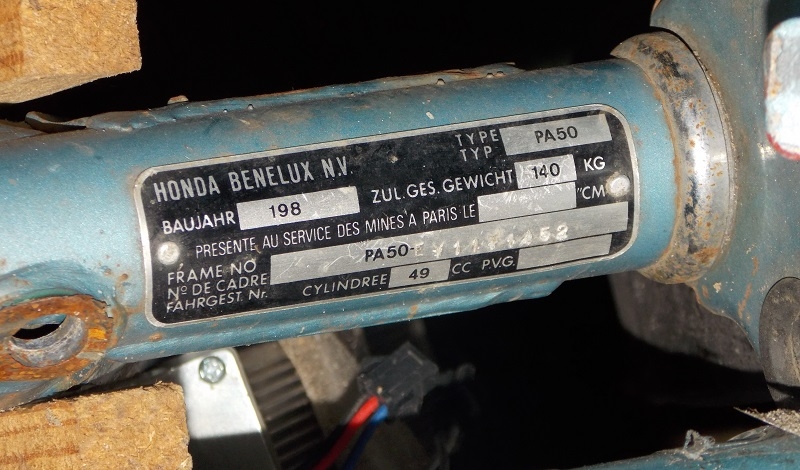 HONDA BENELUX N.V.
TYPE
TYP PA50
BAUJAHR 198 ZUL.GES.GEWICHT 140 KG
PRESENTE AU SERVICE DES MINES À PARIS LE "CM
FRAME NO
Nº DE CADRE PA50-
FAHRGEST. Nr.
CYLINDREE 49 CC P.V.G.